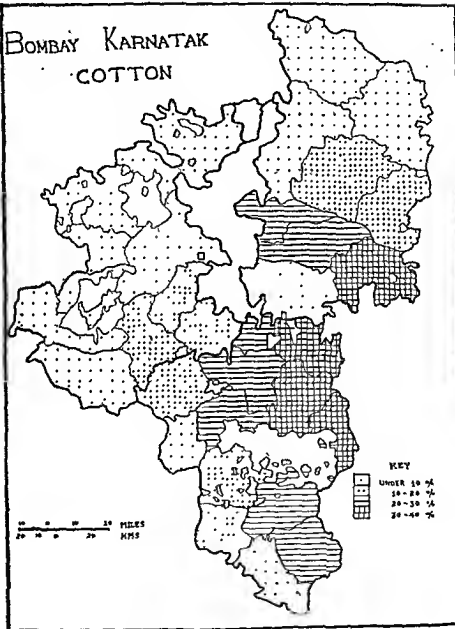 BOMBAY KARNATAK
COTTON
KEY
UNDER 10 %
10-20 %
20-30 %
30-40 %
MILES
KMS